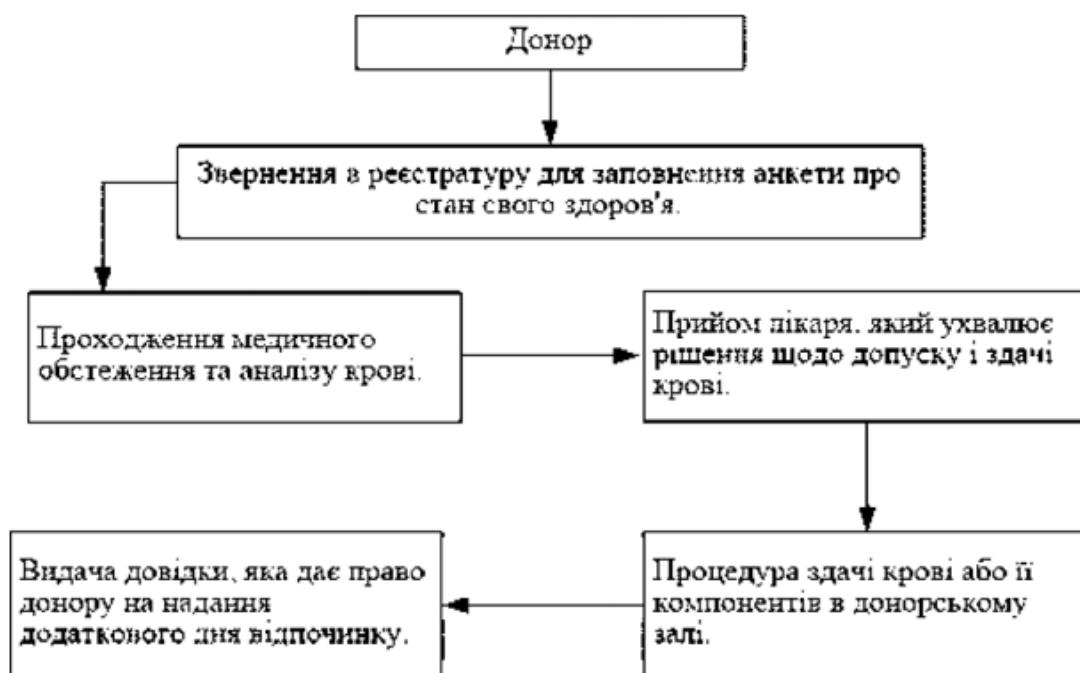 Донор
Звернення в реєстратуру для заповнення анкети про
стан свого здоров'я.
Проходження медичного
обстеження та аналізу крові.
Прийом лікаря, який ухвалює
рішення щодо допуску і здачі
крові.
Процедура здачі крові або її
компонентів в донорському
залі.
Видача довідки, яка дає право
донору на надання
додаткового дня відпочинку.